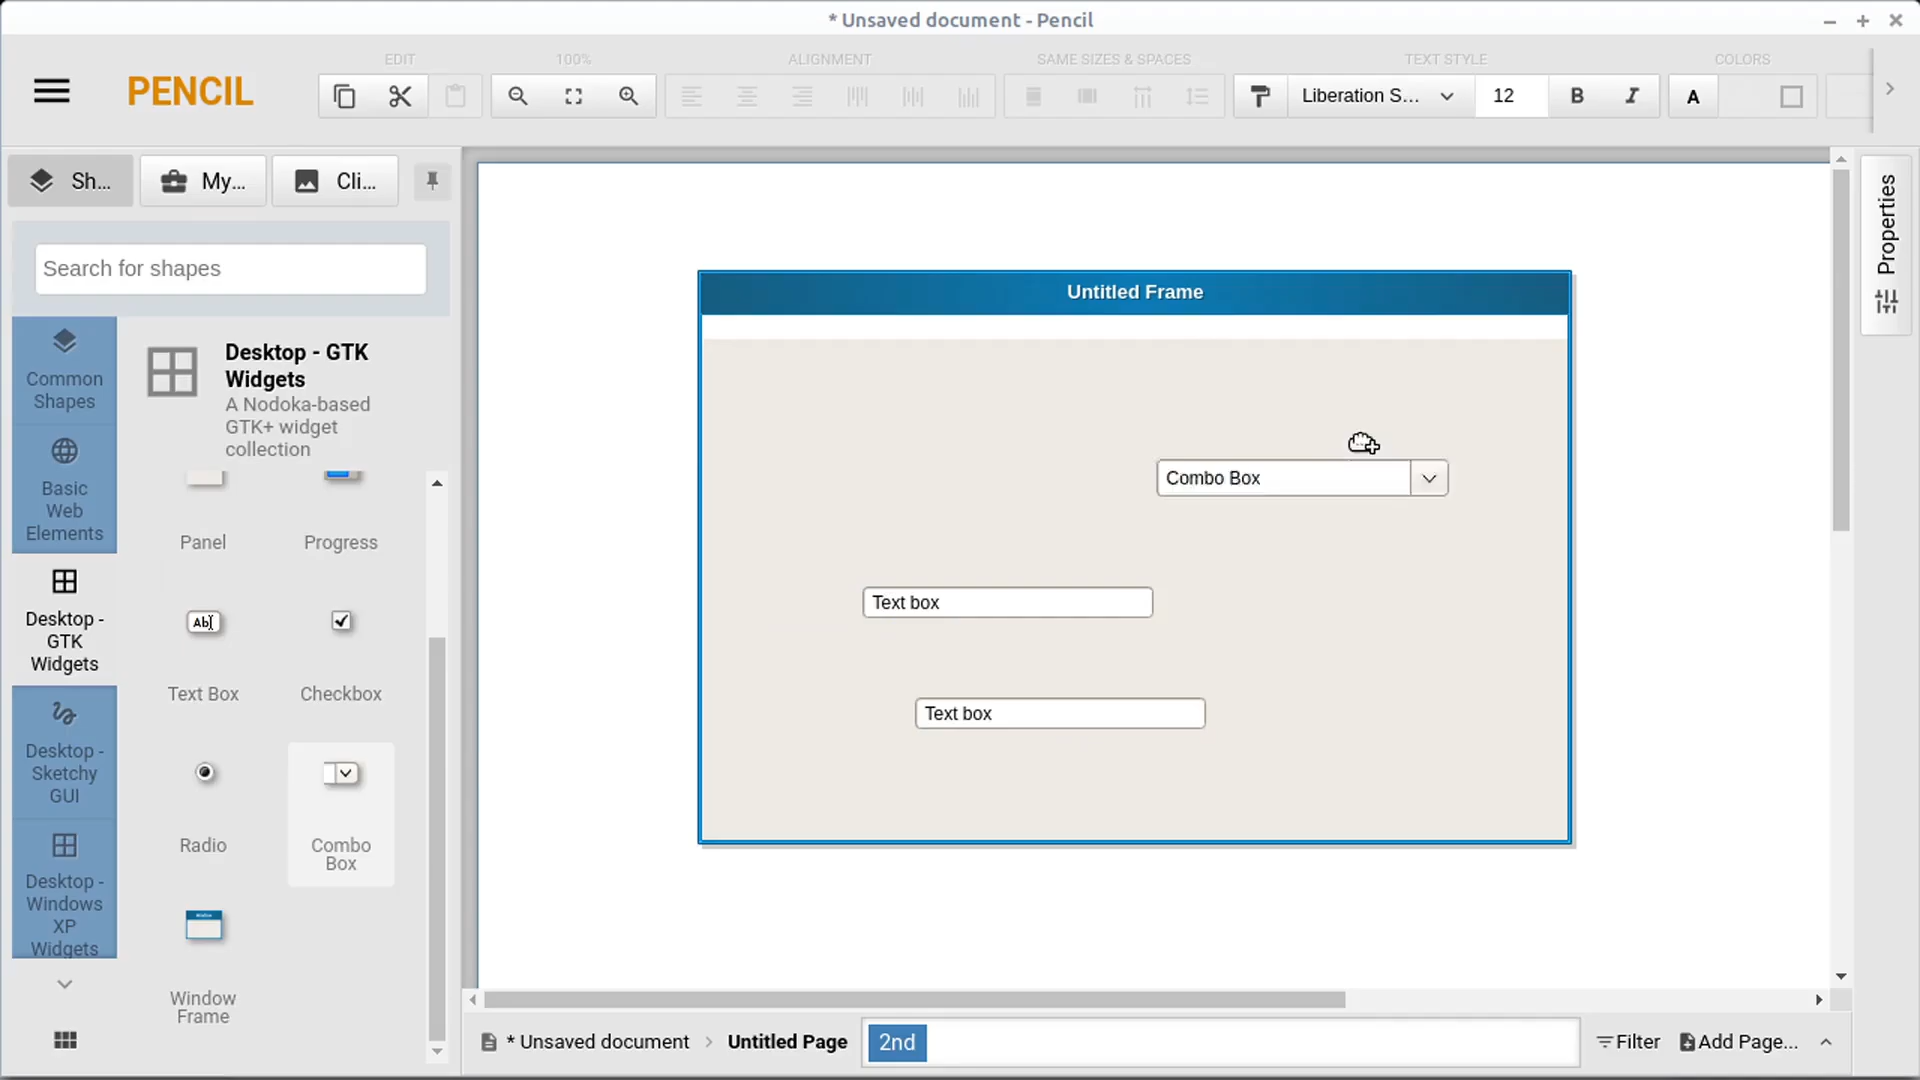 * Unsaved document - Pencil
EDIT
100%
ALIGNMENT
SAME SIZES & SPACES
TEXT STYLE
COLORS
PENCIL
Liberation S...
12
B
I
A
Sh...
My...
Cli...
Search for shapes
Common
Shapes
Basic
Web
Elements
Desktop -
GTK
Widgets
Desktop -
Sketchy
GUI
Desktop -
Windows
XP
Widgets
Desktop - GTK
Widgets
A Nodoka-based
GTK+ widget
collection
Panel
Progress
Ab
Text Box
Checkbox
Radio
Combo
Box
Window
Frame
Untitled Frame
Combo Box
Text box
Text box
Properties
* Unsaved document
Untitled Page
2nd
Filter
Add Page...